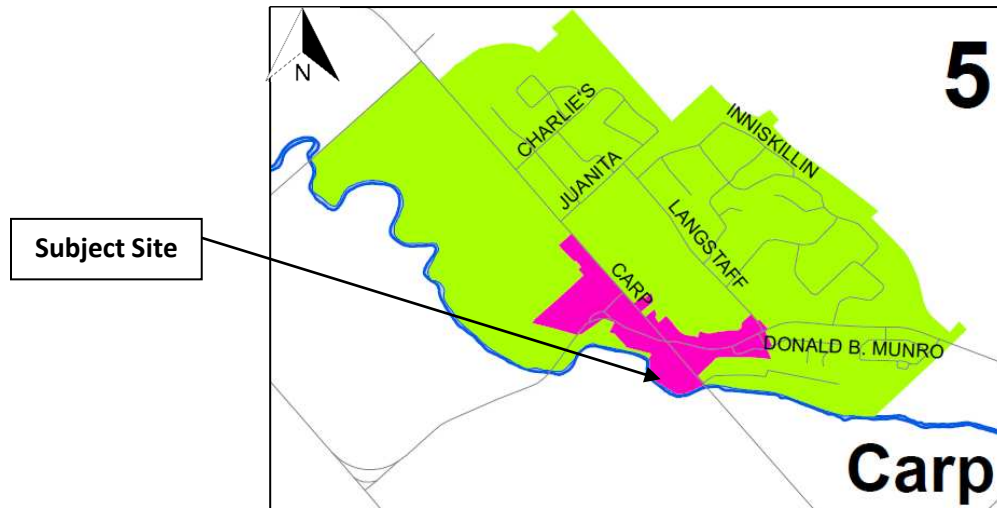 N
5
CHARLIE'S
INNISKILLIN
JUANITA
LANGSTAFF
Subject Site
CARP
DONALD B. MUNRO
Carp